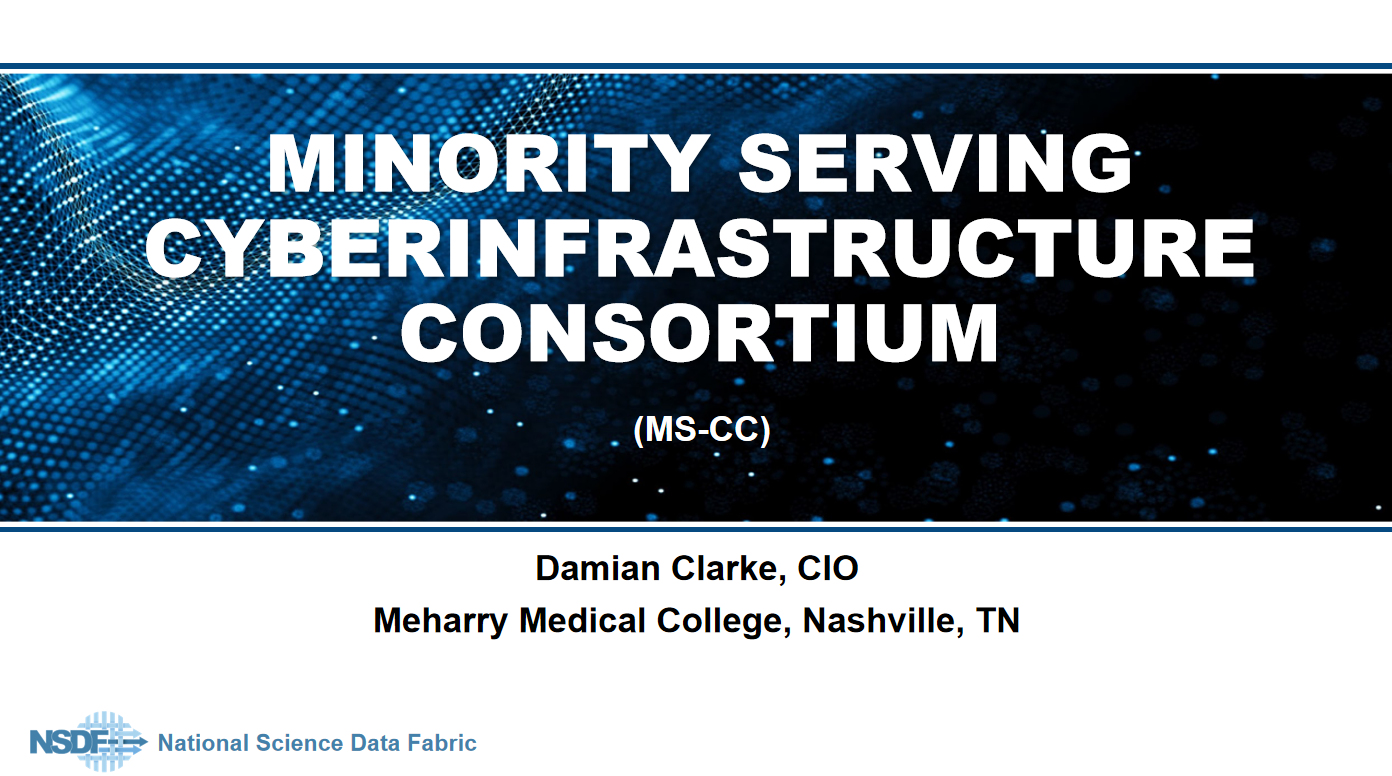 MINORITY SERVING
CYBERINFRASTRUCTURE
CONSORTIUM
(MS-CC)
Damian Clarke, CIO
Meharry Medical College, Nashville, TN
NSDF National Science Data Fabric